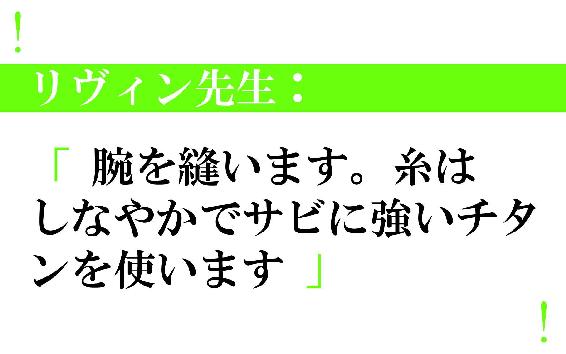 !
リヴィン先生：
「 腕を縫います。糸は
しなやかでサビに強いチタ
ンを使います 」
!